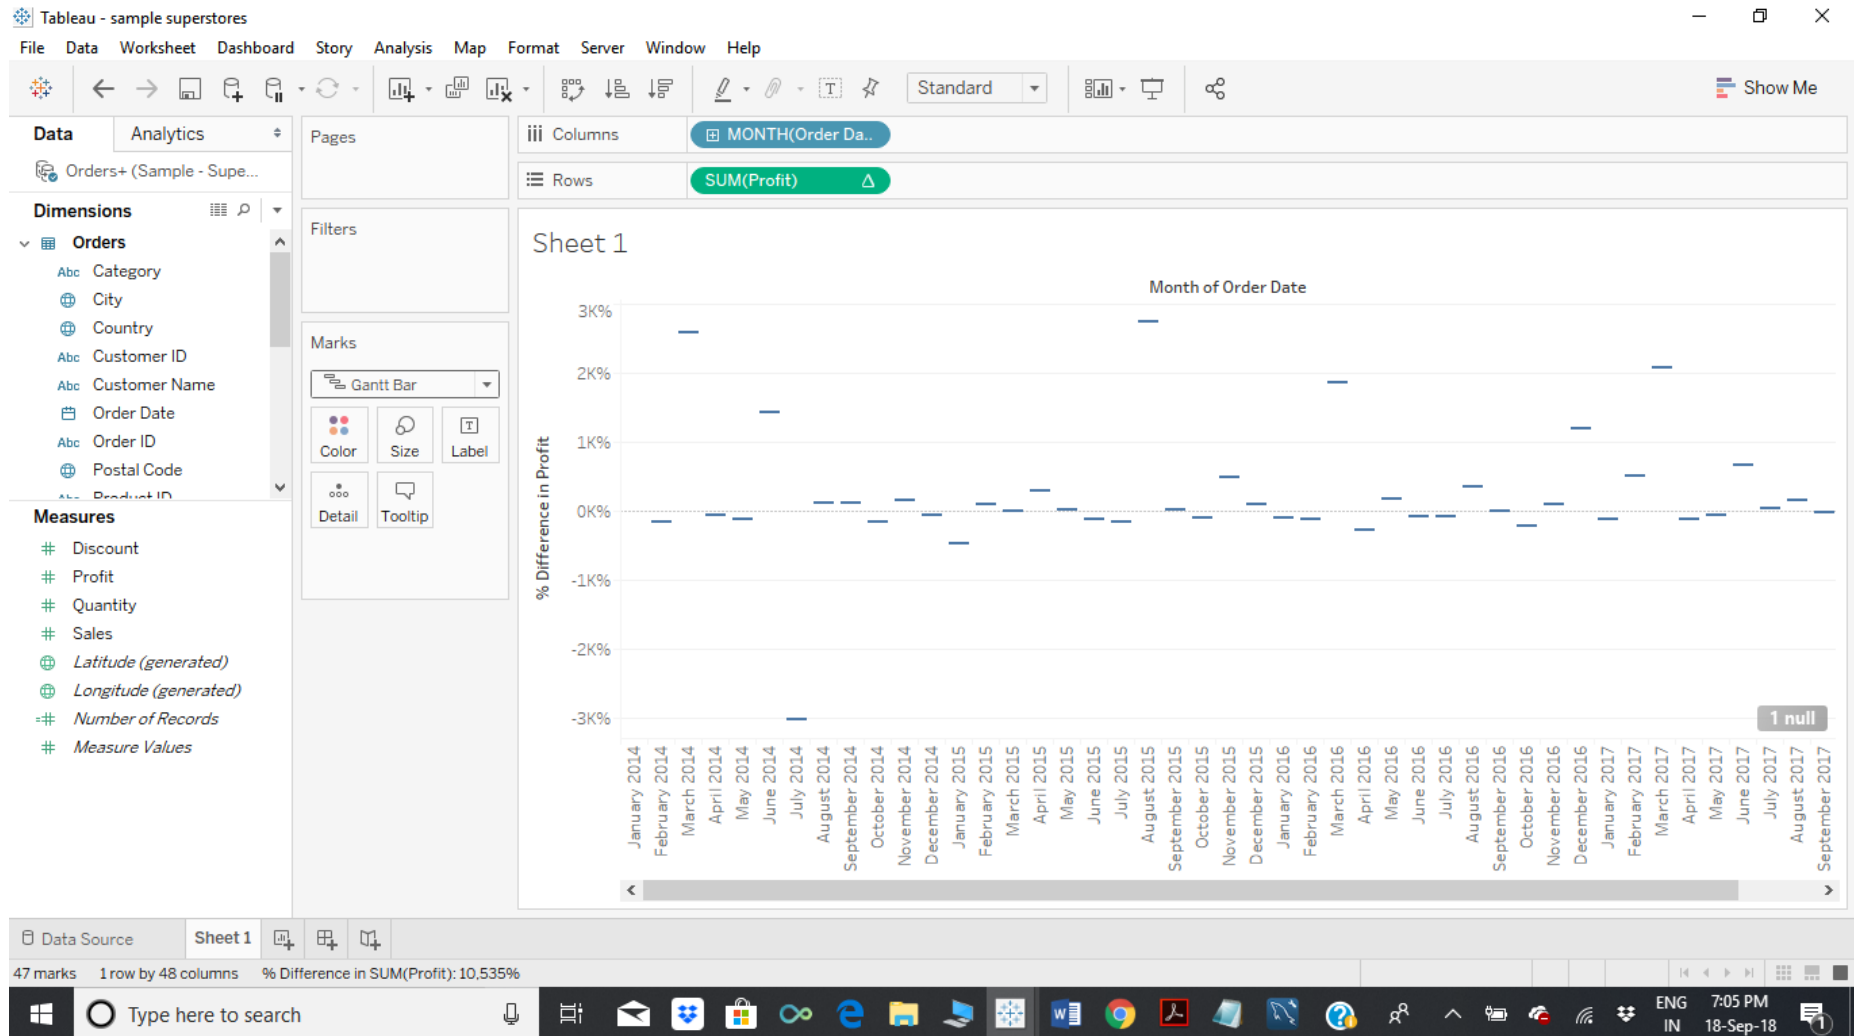 Tableau - sample superstores
File Data Worksheet Dashboard Story Analysis Map Format Server Window Help
Standard
Show Me
Data Analytics
Orders+ (Sample - Supe...
Dimensions
Orders
Abc Category
City
Country
Abc Customer ID
Abc Customer Name
Order Date
Abc Order ID
Postal Code
Abc Product ID
Measures
# Discount
# Profit
# Quantity
# Sales
Latitude (generated)
Longitude (generated)
=# Number of Records
# Measure Values
Pages
Filters
Marks
Gantt Bar
Color Size Label
Detail Tooltip
Columns MONTH(Order Da..
Rows SUM(Profit) Δ
Sheet 1
Month of Order Date
% Difference in Profit
3K%
2K%
1K%
0K%
-1K%
-2K%
-3K%
1 null
January 2014
February 2014
March 2014
April 2014
May 2014
June 2014
July 2014
August 2014
September 2014
October 2014
November 2014
December 2014
January 2015
February 2015
March 2015
April 2015
May 2015
June 2015
July 2015
August 2015
September 2015
October 2015
November 2015
December 2015
January 2016
February 2016
March 2016
April 2016
May 2016
June 2016
July 2016
August 2016
September 2016
October 2016
November 2016
December 2016
January 2017
February 2017
March 2017
April 2017
May 2017
June 2017
July 2017
August 2017
September 2017
Data Source Sheet 1
47 marks 1 row by 48 columns % Difference in SUM(Profit): 10,535%
Type here to search
ENG
IN
7:05 PM
18-Sep-18
1